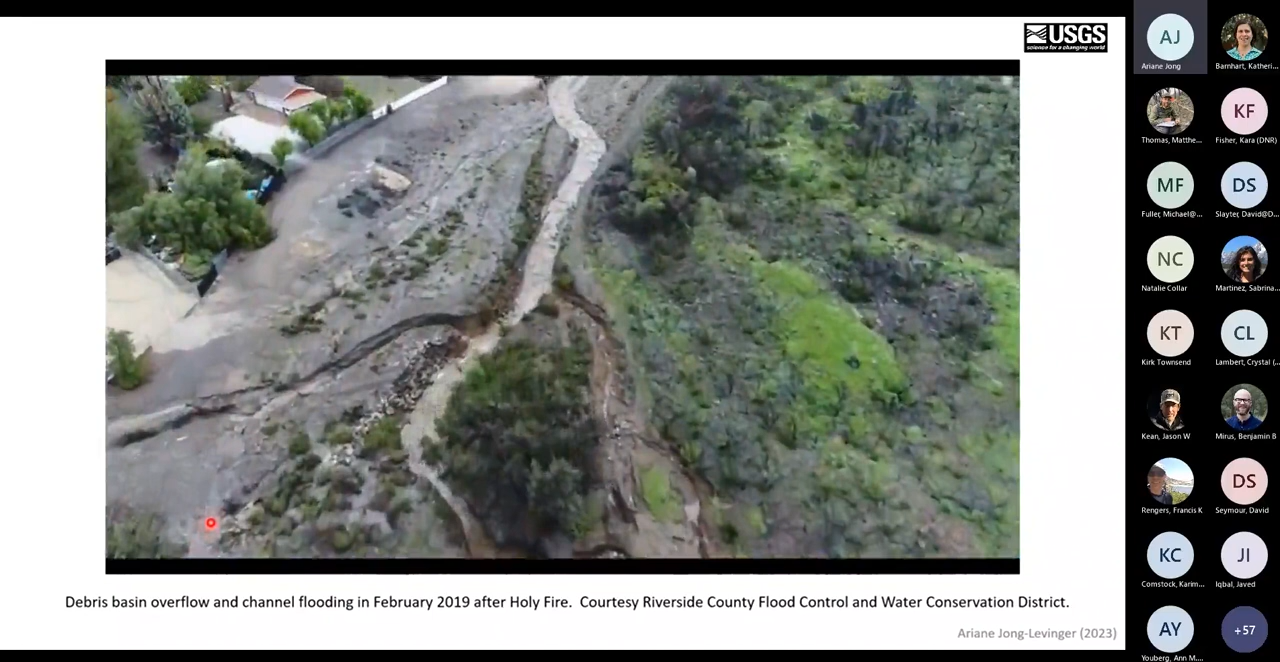 USGS
science for a changing world
Debris basin overflow and channel flooding in February 2019 after Holy Fire. Courtesy Riverside County Flood Control and Water Conservation District.
Ariane Jong-Levinger (2023)
AJ
Ariane Jong
Barnhart, Katheri...
Thomas, Matthe...
KF
Fisher, Kara (DNR)
MF
Fuller, Michael@...
DS
Slayter, David@D...
NC
Natalie Collar
Martinez, Sabrina...
KT
Kirk Townsend
CL
Lambert, Crystal (...
Kean, Jason W
Mirus, Benjamin B
Rengers, Francis K
DS
Seymour, David
KC
Comstock, Karim...
JI
Iqbal, Javed
AY
Youberg, Ann M....
+57